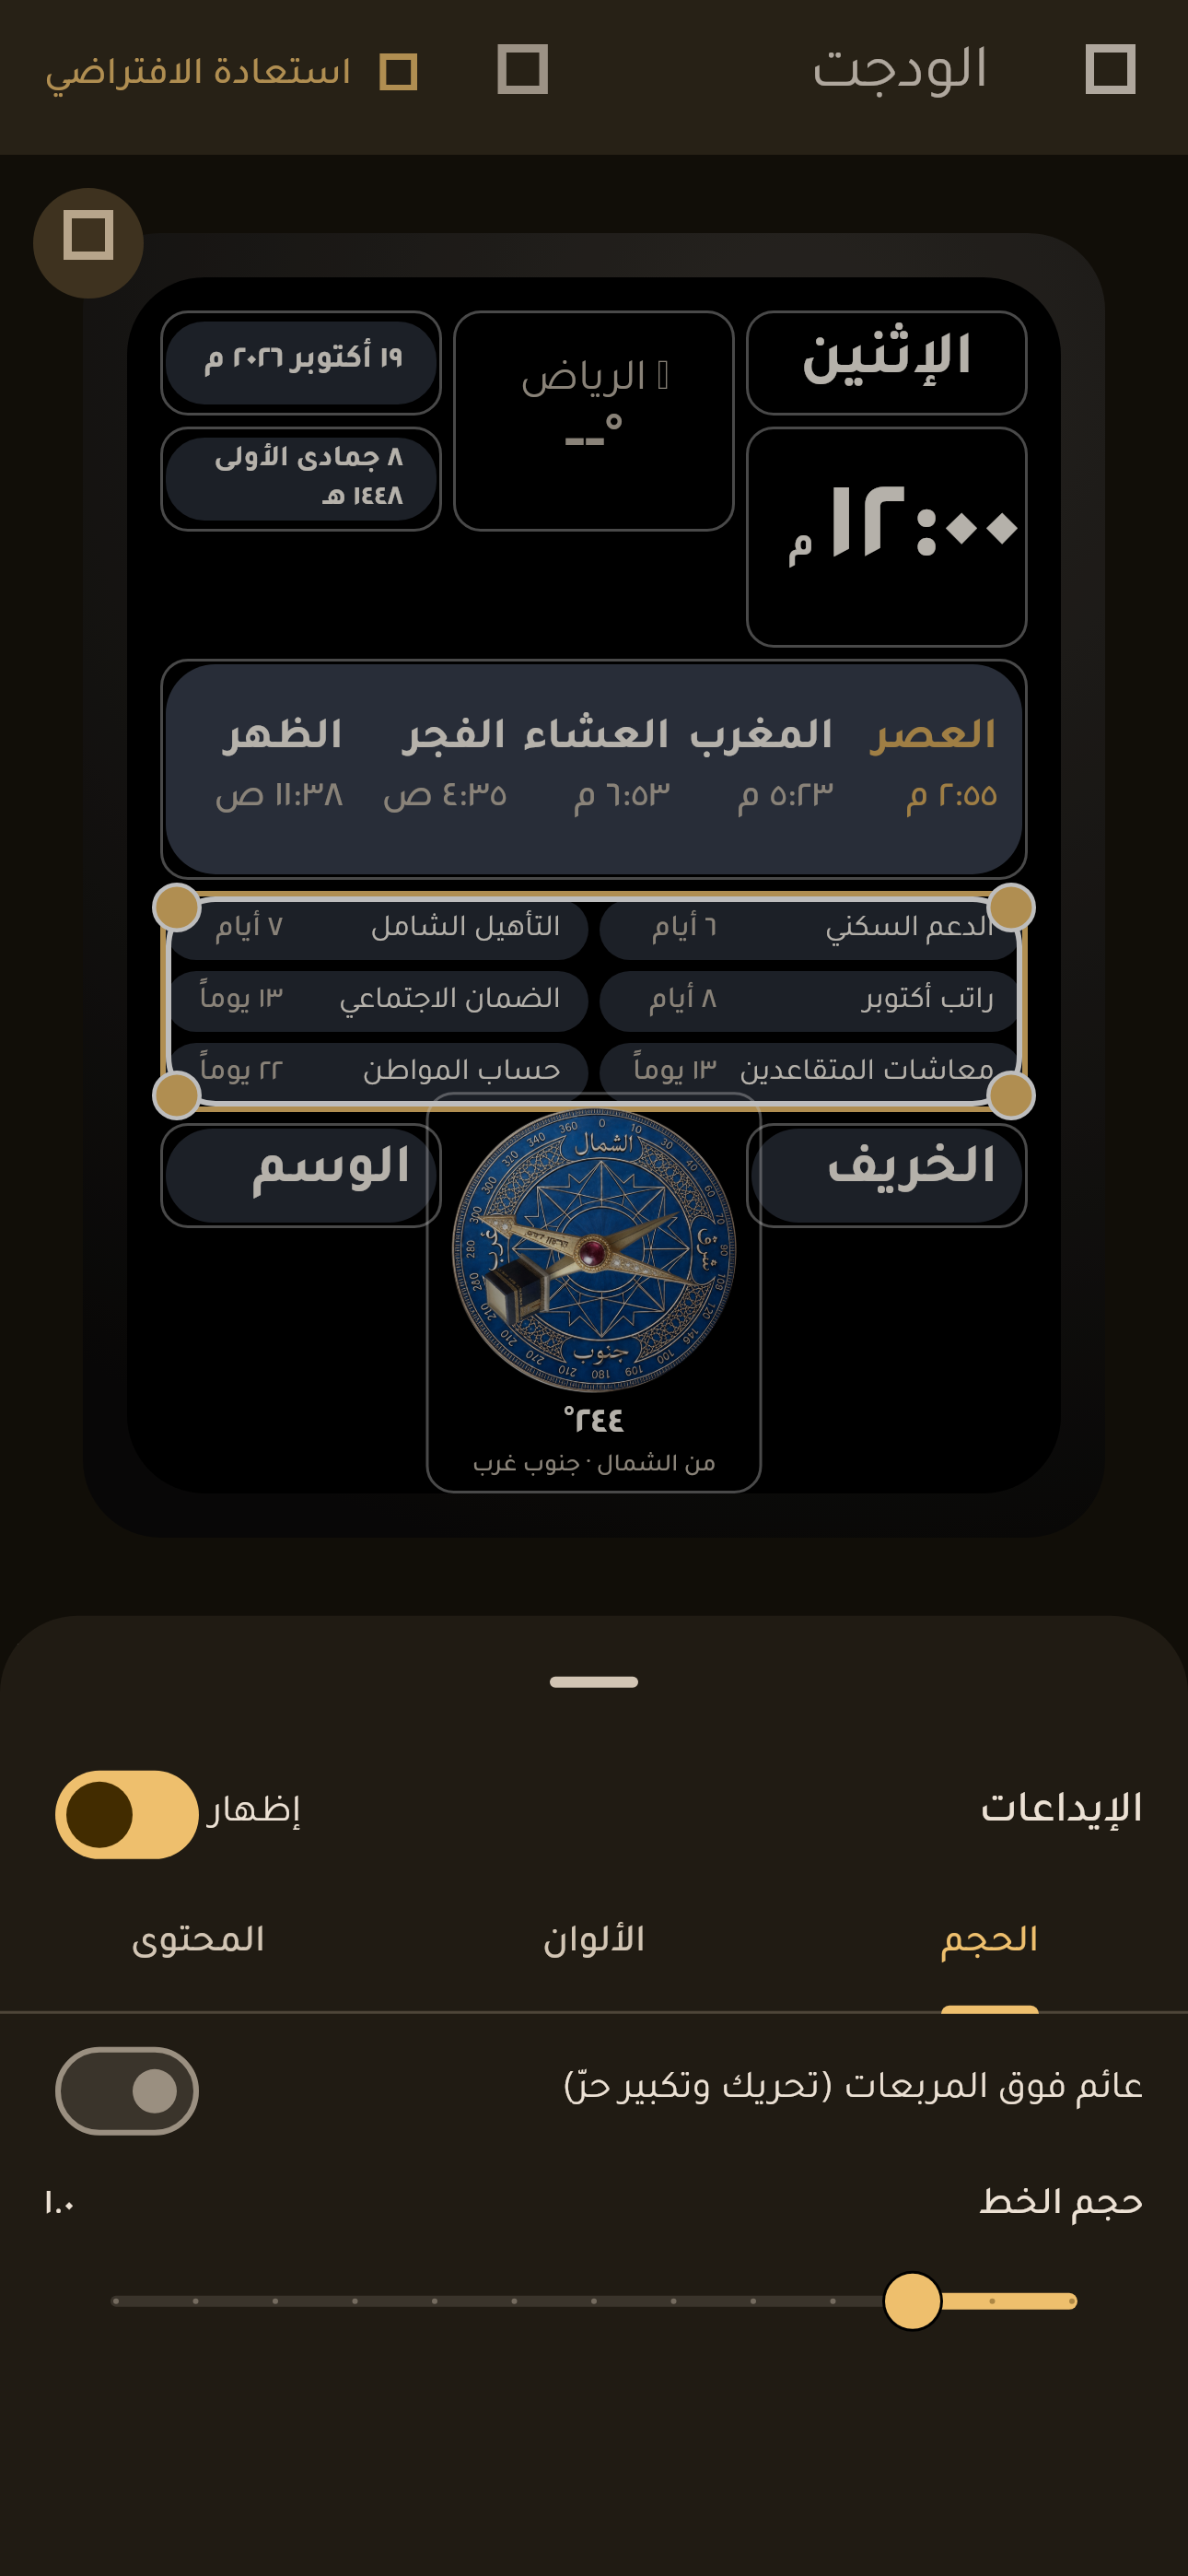 الودجت
استعادة الافتراضي
الإثنين
الرياض
--°
١٩ أكتوبر ٢٠٢٦ م
٨ جمادى الأولى
١٤٤٨ هـ
١٢:٠٠ م
العصر المغرب العشاء الفجر الظهر
٢:٥٥ م ٥:٢٣ م ٦:٥٣ م ٤:٣٥ ص ١١:٣٨ ص
الدعم السكني ٦ أيام التأهيل الشامل ٧ أيام
راتب أكتوبر ٨ أيام الضمان الاجتماعي ١٣ يوماً
معاشات المتقاعدين ١٣ يوماً حساب المواطن ٢٢ يوماً
الخريف
الوسم
الشمال
شرق
غرب
جنوب
٢٤٤°
من الشمال · جنوب غرب
الإيداعات
إظهار
الحجم الألوان المحتوى
عائم فوق المربعات (تحريك وتكبير حرّ)
حجم الخط ١.٠